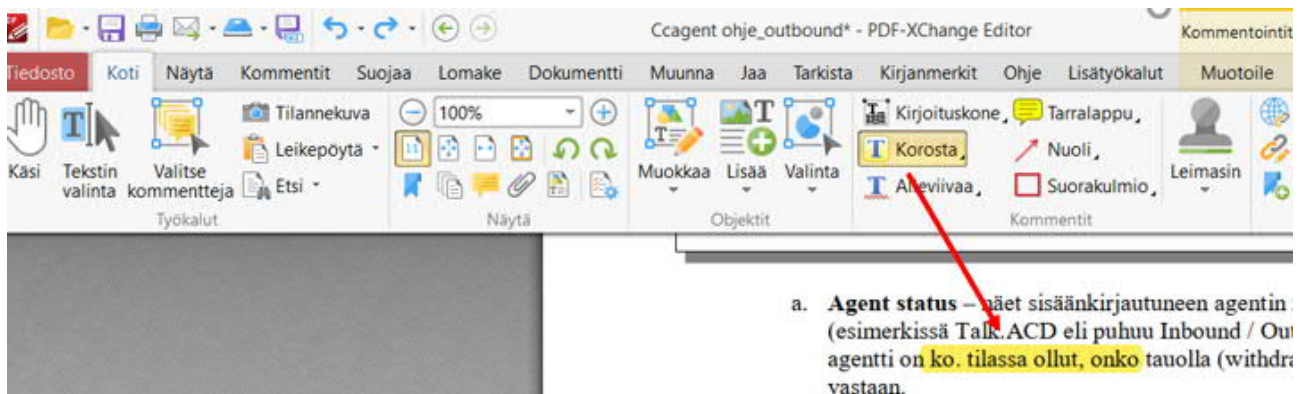 Ccagent ohje_outbound* - PDF-XChange Editor
Kommentointit
Tiedosto Koti Näytä Kommentit Suojaa Lomake Dokumentti Muunna Jaa Tarkista Kirjanmerkit Ohje Lisätyökalut Muotoile
Käsi
Tekstin
valinta
Valitse
kommentteja
Tilannekuva
Leikepöytä
Etsi
Työkalut
100%
Näytä
Muokkaa
Lisää
Valinta
Objektit
Kirjoituskone
Korosta
Alleviivaa
Tarralappu
Nuoli
Suorakulmio
Leimasin
Kommentit
a. Agent status – näet sisäänkirjautuneen agentin
(esimerkissä Talk.ACD eli puhuu Inbound / Out
agentti on ko. tilassa ollut, onko tauolla (withdra
vastaan.